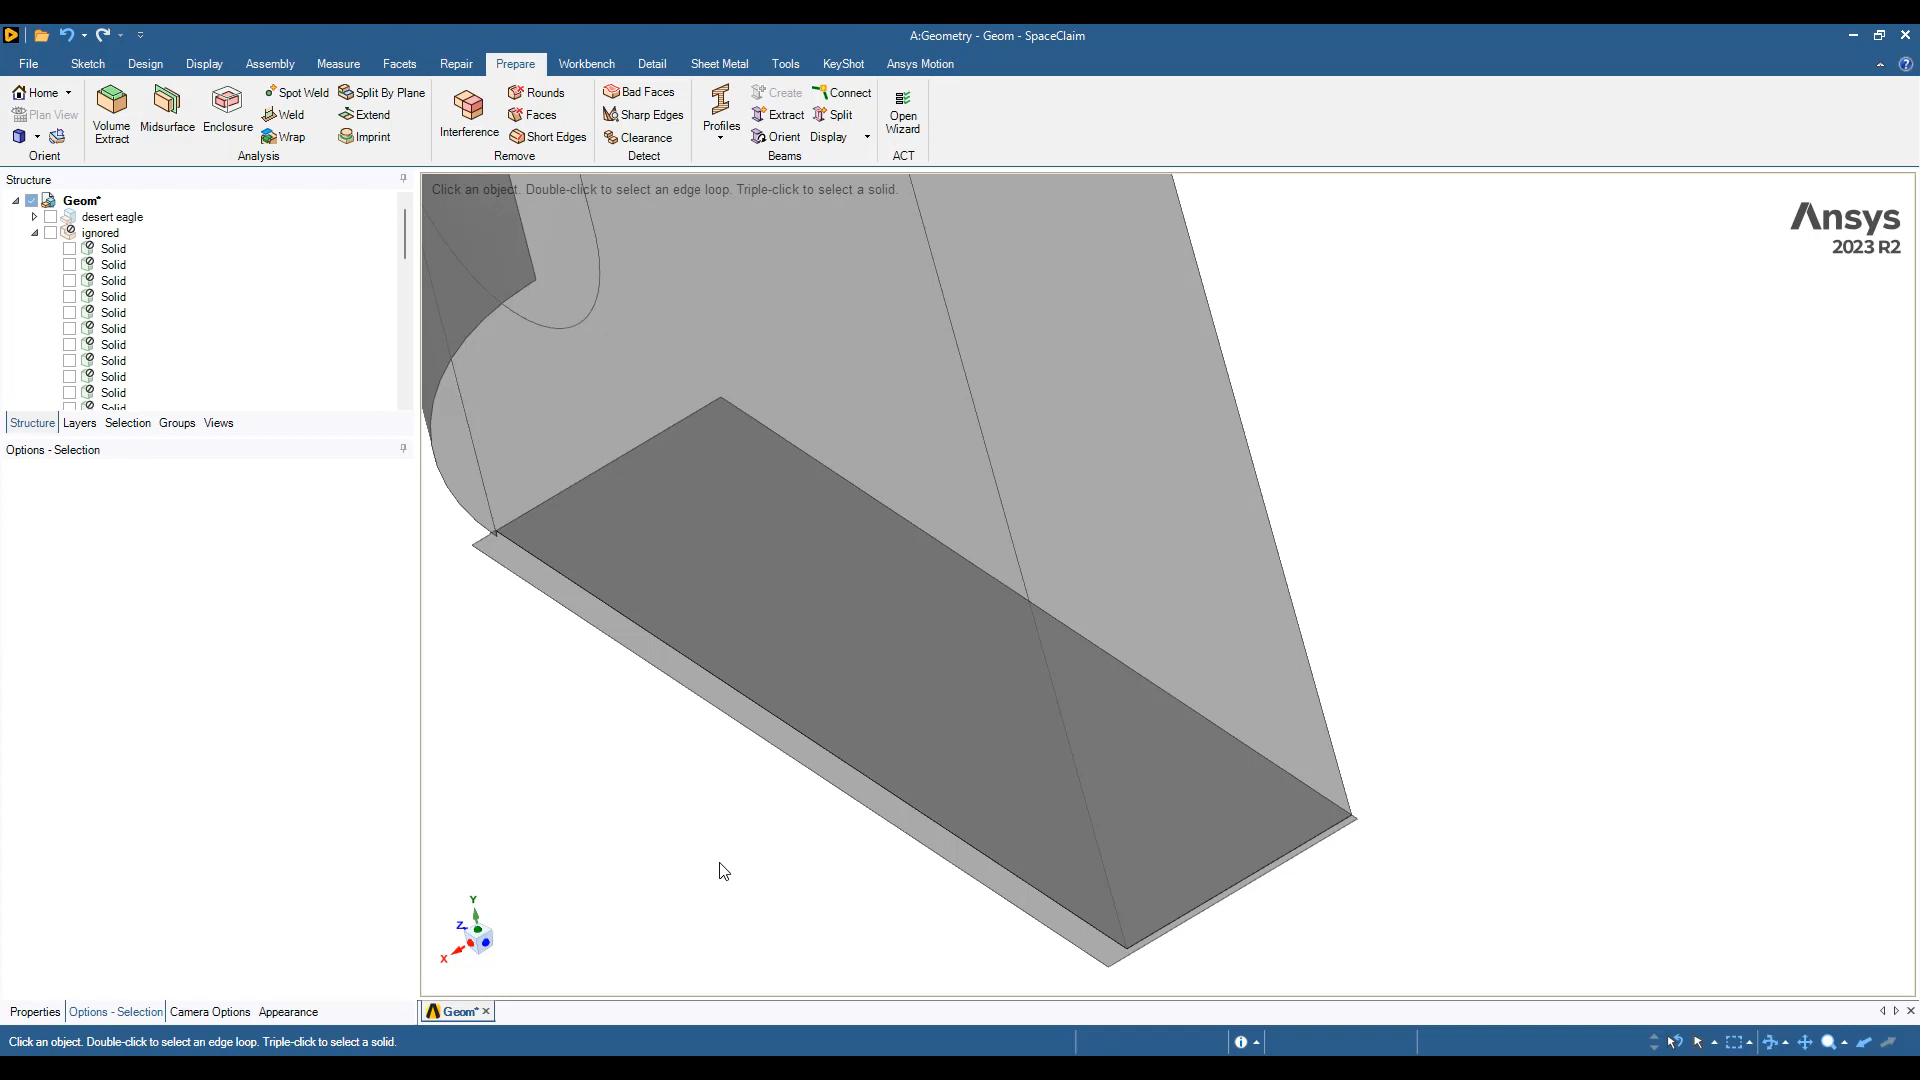 A:Geometry - Geom - SpaceClaim
File Sketch Design Display Assembly Measure Facets Repair Prepare Workbench Detail Sheet Metal Tools KeyShot Ansys Motion
Home
Plan View
Orient
Volume Extract
Midsurface
Enclosure
Spot Weld
Weld
Wrap
Split By Plane
Extend
Imprint
Analysis
Interference
Rounds
Faces
Short Edges
Remove
Bad Faces
Sharp Edges
Clearance
Detect
Profiles
Create
Extract
Orient
Connect
Split
Display
Beams
Open Wizard
ACT
Structure
Geom*
desert eagle
ignored
Solid
Solid
Solid
Solid
Solid
Solid
Solid
Solid
Solid
Solid
Solid
Structure Layers Selection Groups Views
Options - Selection
Click an object. Double-click to select an edge loop. Triple-click to select a solid.
Ansys
2023 R2
Y
Z
X
Properties Options - Selection Camera Options Appearance
Geom*
Click an object. Double-click to select an edge loop. Triple-click to select a solid.